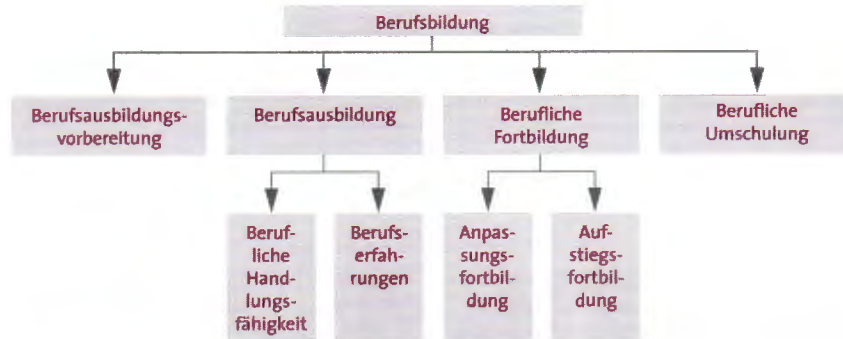 Berufsbildung
Berufsausbildungs-
vorbereitung
Berufsausbildung
Berufliche
Fortbildung
Berufliche
Umschulung
Beruf-
liche
Hand-
lungs-
fähigkeit
Berufs-
erfah-
rungen
Anpas-
sungs-
fortbil-
dung
Auf-
stiegs-
fortbil-
dung